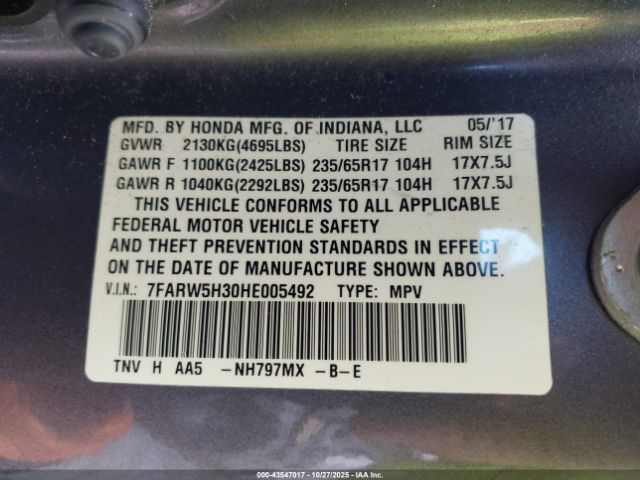 MFD. BY HONDA MFG. OF INDIANA, LLC 05/'17
GVWR 2130KG(4695LBS) TIRE SIZE RIM SIZE
GAWR F 1100KG(2425LBS) 235/65R17 104H 17X7.5J
GAWR R 1040KG(2292LBS) 235/65R17 104H 17X7.5J
THIS VEHICLE CONFORMS TO ALL APPLICABLE
FEDERAL MOTOR VEHICLE SAFETY
AND THEFT PREVENTION STANDARDS IN EFFECT
ON THE DATE OF MANUFACTURE SHOWN ABOVE.
V.I.N.: 7FARW5H30HE005492 TYPE: MPV
TNV H AA5 -NH797MX -B-E
000-43547017 | 10/27/2025 | Copyright © IAA, LLC